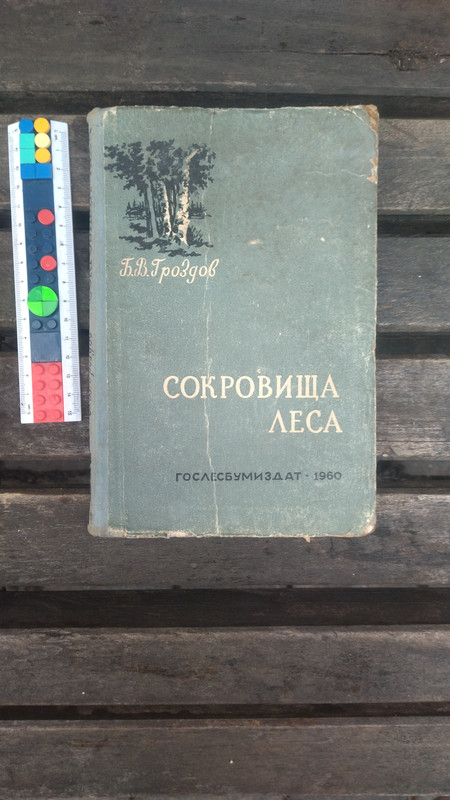 Б.В.Гроздов
СОКРОВИЩА
ЛЕСА
ГОСЛЕСБУМИЗДАТ · 1960